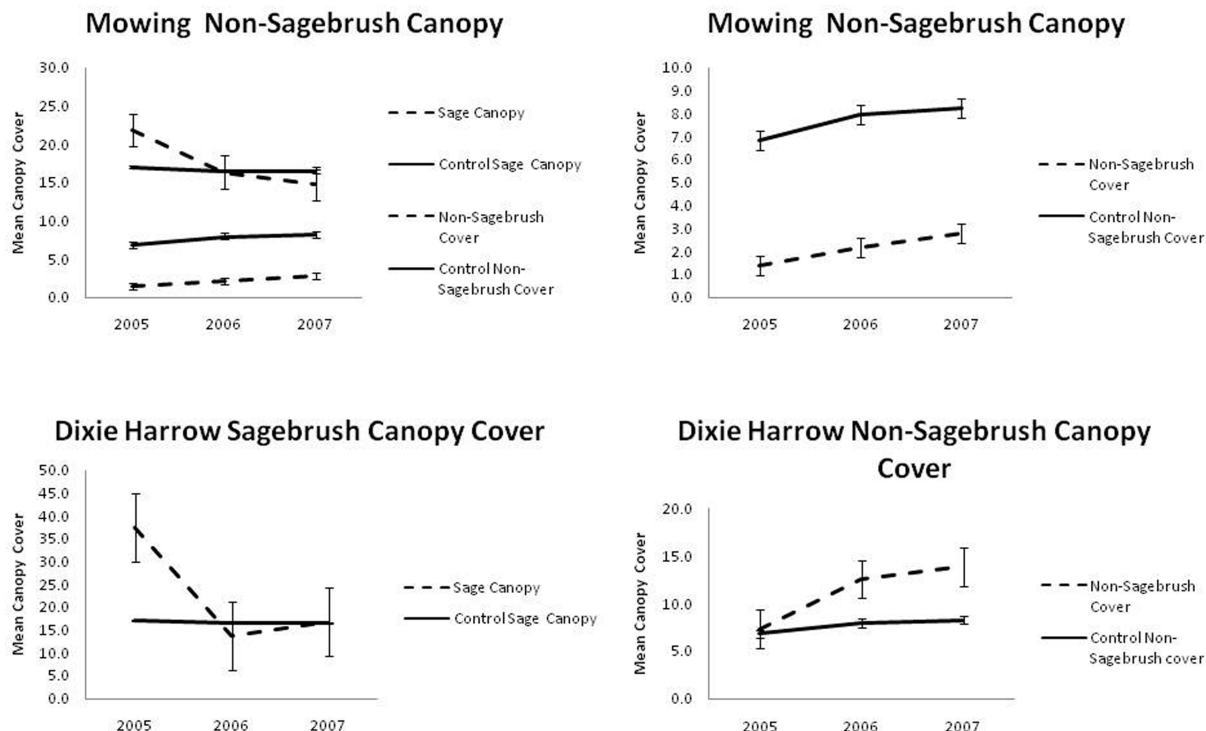 Mowing Non-Sagebrush Canopy
Mean Canopy Cover
30.0
25.0
20.0
15.0
10.0
5.0
0.0
2005 2006 2007
Sage Canopy
Control Sage Canopy
Non-Sagebrush
Cover
Control Non-
Sagebrush Cover
Mowing Non-Sagebrush Canopy
Mean Canopy Cover
10.0
9.0
8.0
7.0
6.0
5.0
4.0
3.0
2.0
1.0
0.0
2005 2006 2007
Non-Sagebrush
Cover
Control Non-
Sagebrush Cover
Dixie Harrow Sagebrush Canopy Cover
Mean Canopy Cover
50.0
45.0
40.0
35.0
30.0
25.0
20.0
15.0
10.0
5.0
0.0
2005 2006 2007
Sage Canopy
Control Sage Canopy
Dixie Harrow Non-Sagebrush Canopy
Cover
Mean Canopy Cover
20.0
15.0
10.0
5.0
0.0
2005 2006 2007
Non-Sagebrush
Cover
Control Non-
Sagebrush cover